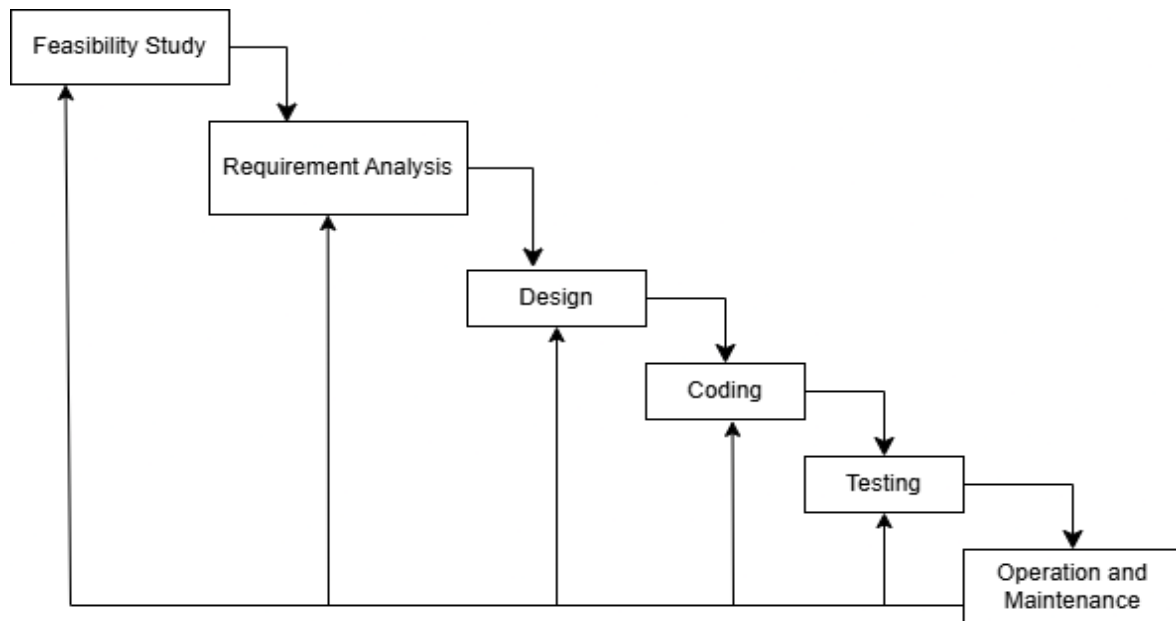 Feasibility Study
Requirement Analysis
Design
Coding
Testing
Operation and
Maintenance